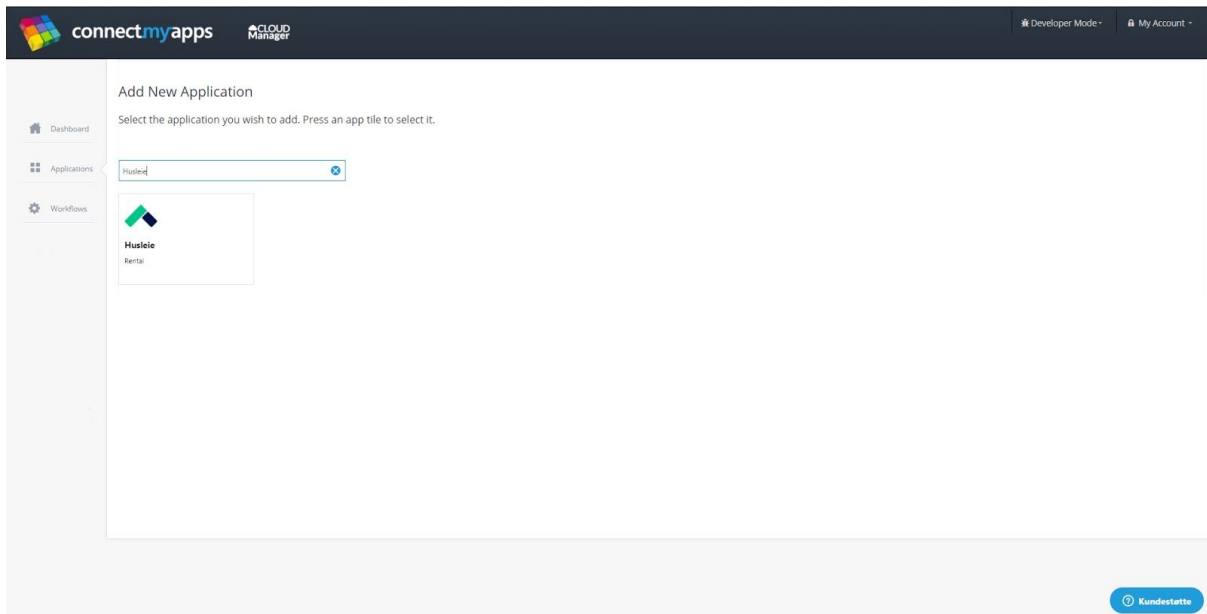 connectmyapps
CLOUD
Manager
Developer Mode
My Account
Add New Application
Select the application you wish to add. Press an app tile to select it.
Dashboard
Applications
Workflows
Husleie
Husleie
Rental
Kundestøtte